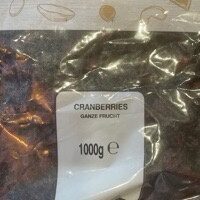 CRANBERRIES
GANZE FRUCHT
1000g ℮